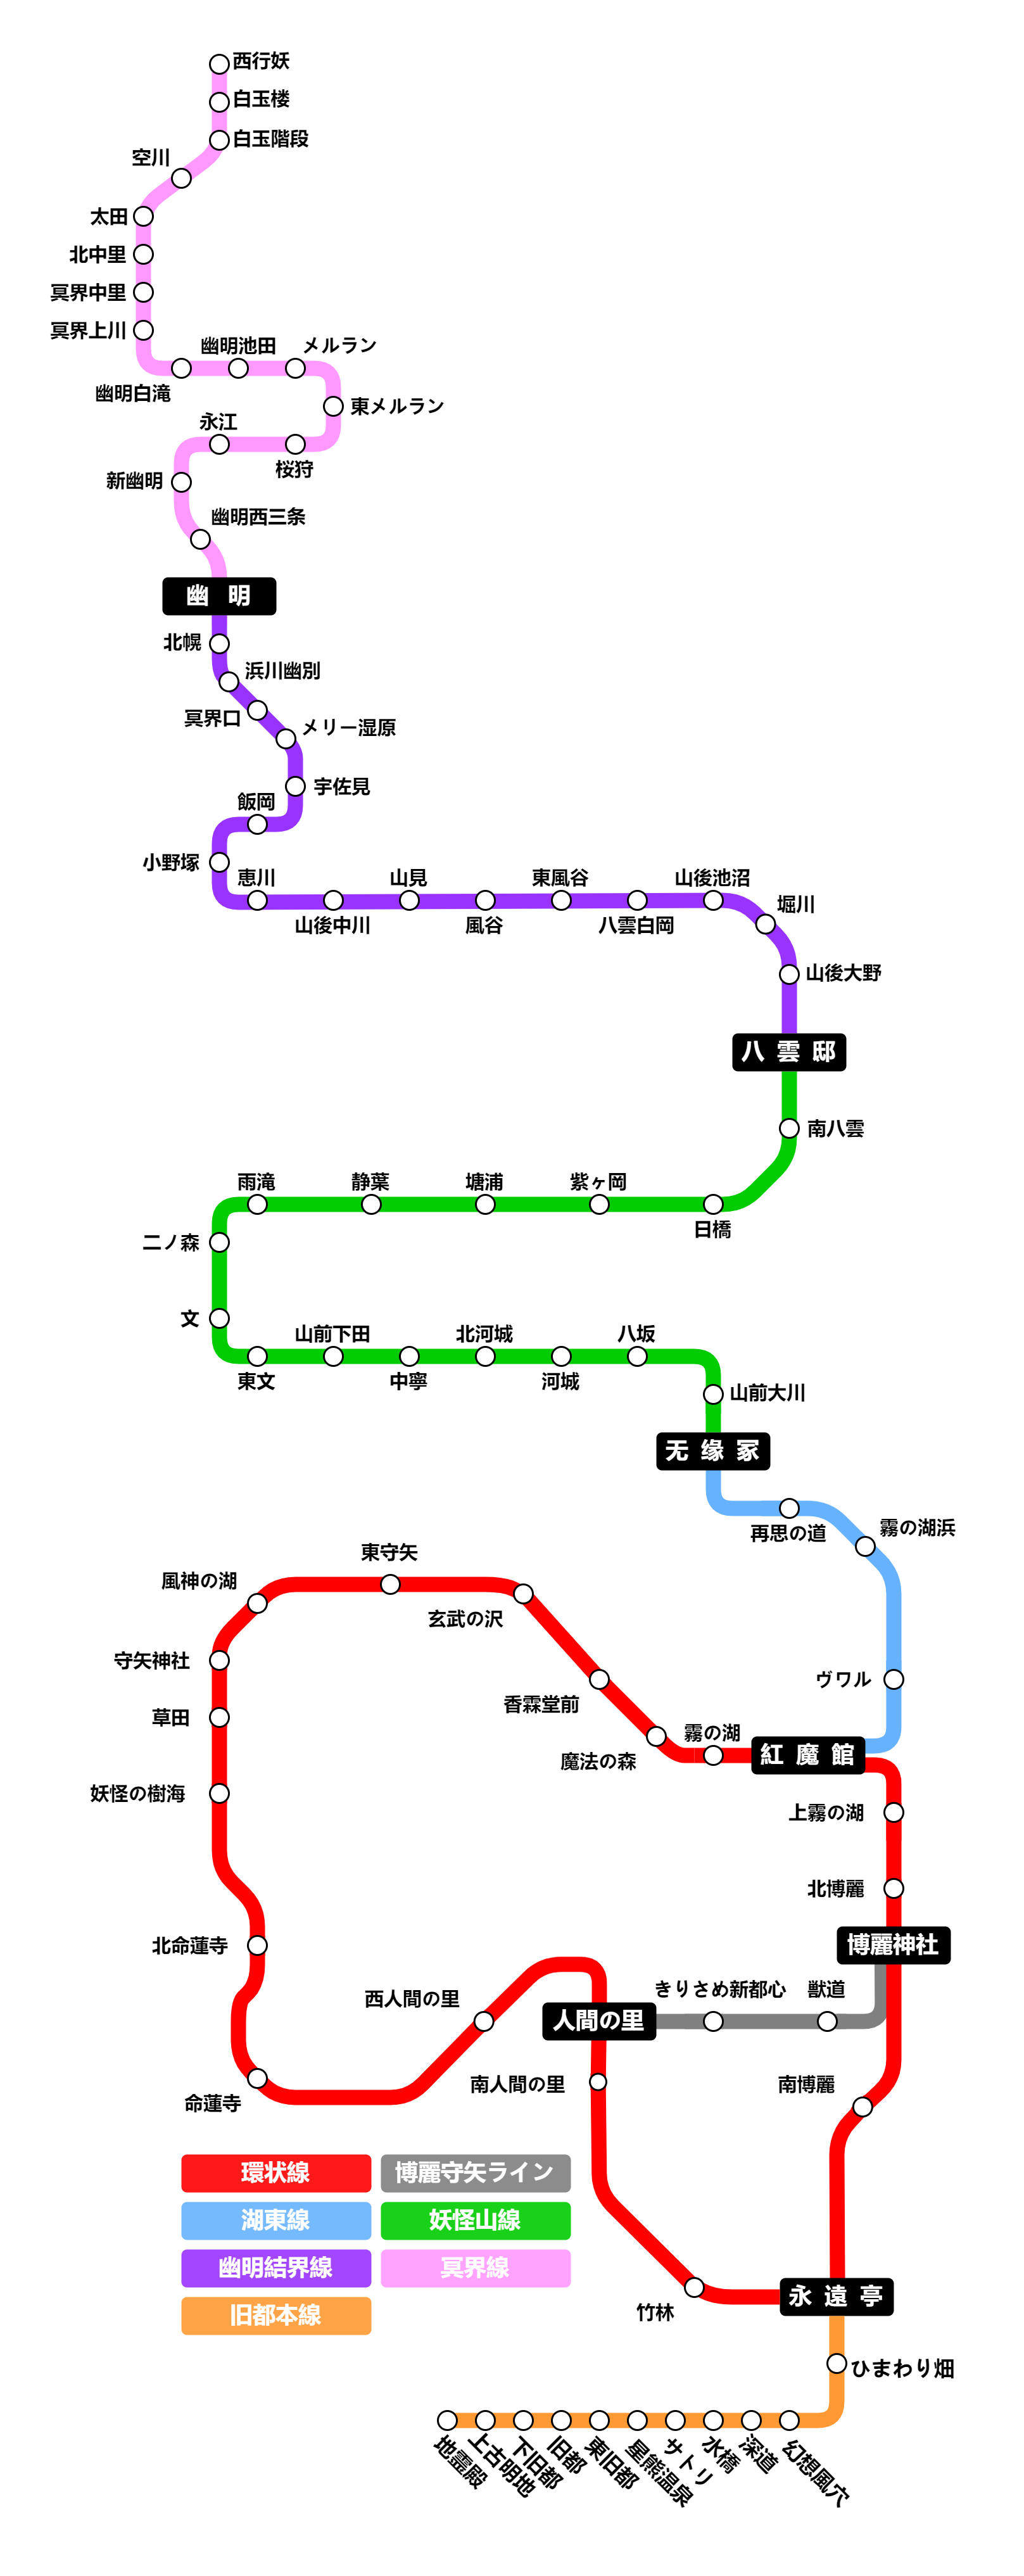 西行妖
白玉楼
白玉階段
空川
太田
北中里
冥界中里
冥界上川
幽明池田
メルラン
幽明白滝
東メルラン
永江
桜狩
新幽明
幽明西三条
幽明
北幌
浜川幽別
冥界口
メリー湿原
宇佐見
飯岡
小野塚
恵川
山見
東風谷
山後池沼
山後中川
風谷
八雲白岡
堀川
山後大野
八雲邸
南八雲
雨滝
静葉
塘浦
紫ヶ岡
日橋
二ノ森
文
山前下田
北河城
八坂
東文
中寧
河城
山前大川
无缘冢
再思の道
霧の湖浜
東守矢
風神の湖
玄武の沢
守矢神社
ヴワル
香霖堂前
草田
霧の湖
紅魔館
魔法の森
妖怪の樹海
上霧の湖
北博麗
北命蓮寺
博麗神社
西人間の里
きりさめ新都心
獣道
人間の里
南人間の里
南博麗
命蓮寺
環状線
博麗守矢ライン
湖東線
妖怪山線
幽明結界線
冥界線
旧都本線
永遠亭
竹林
ひまわり畑
地霊殿
上古明地
下旧都
旧都
東旧都
星熊温泉
サトリ
水橋
深道
幻想風穴